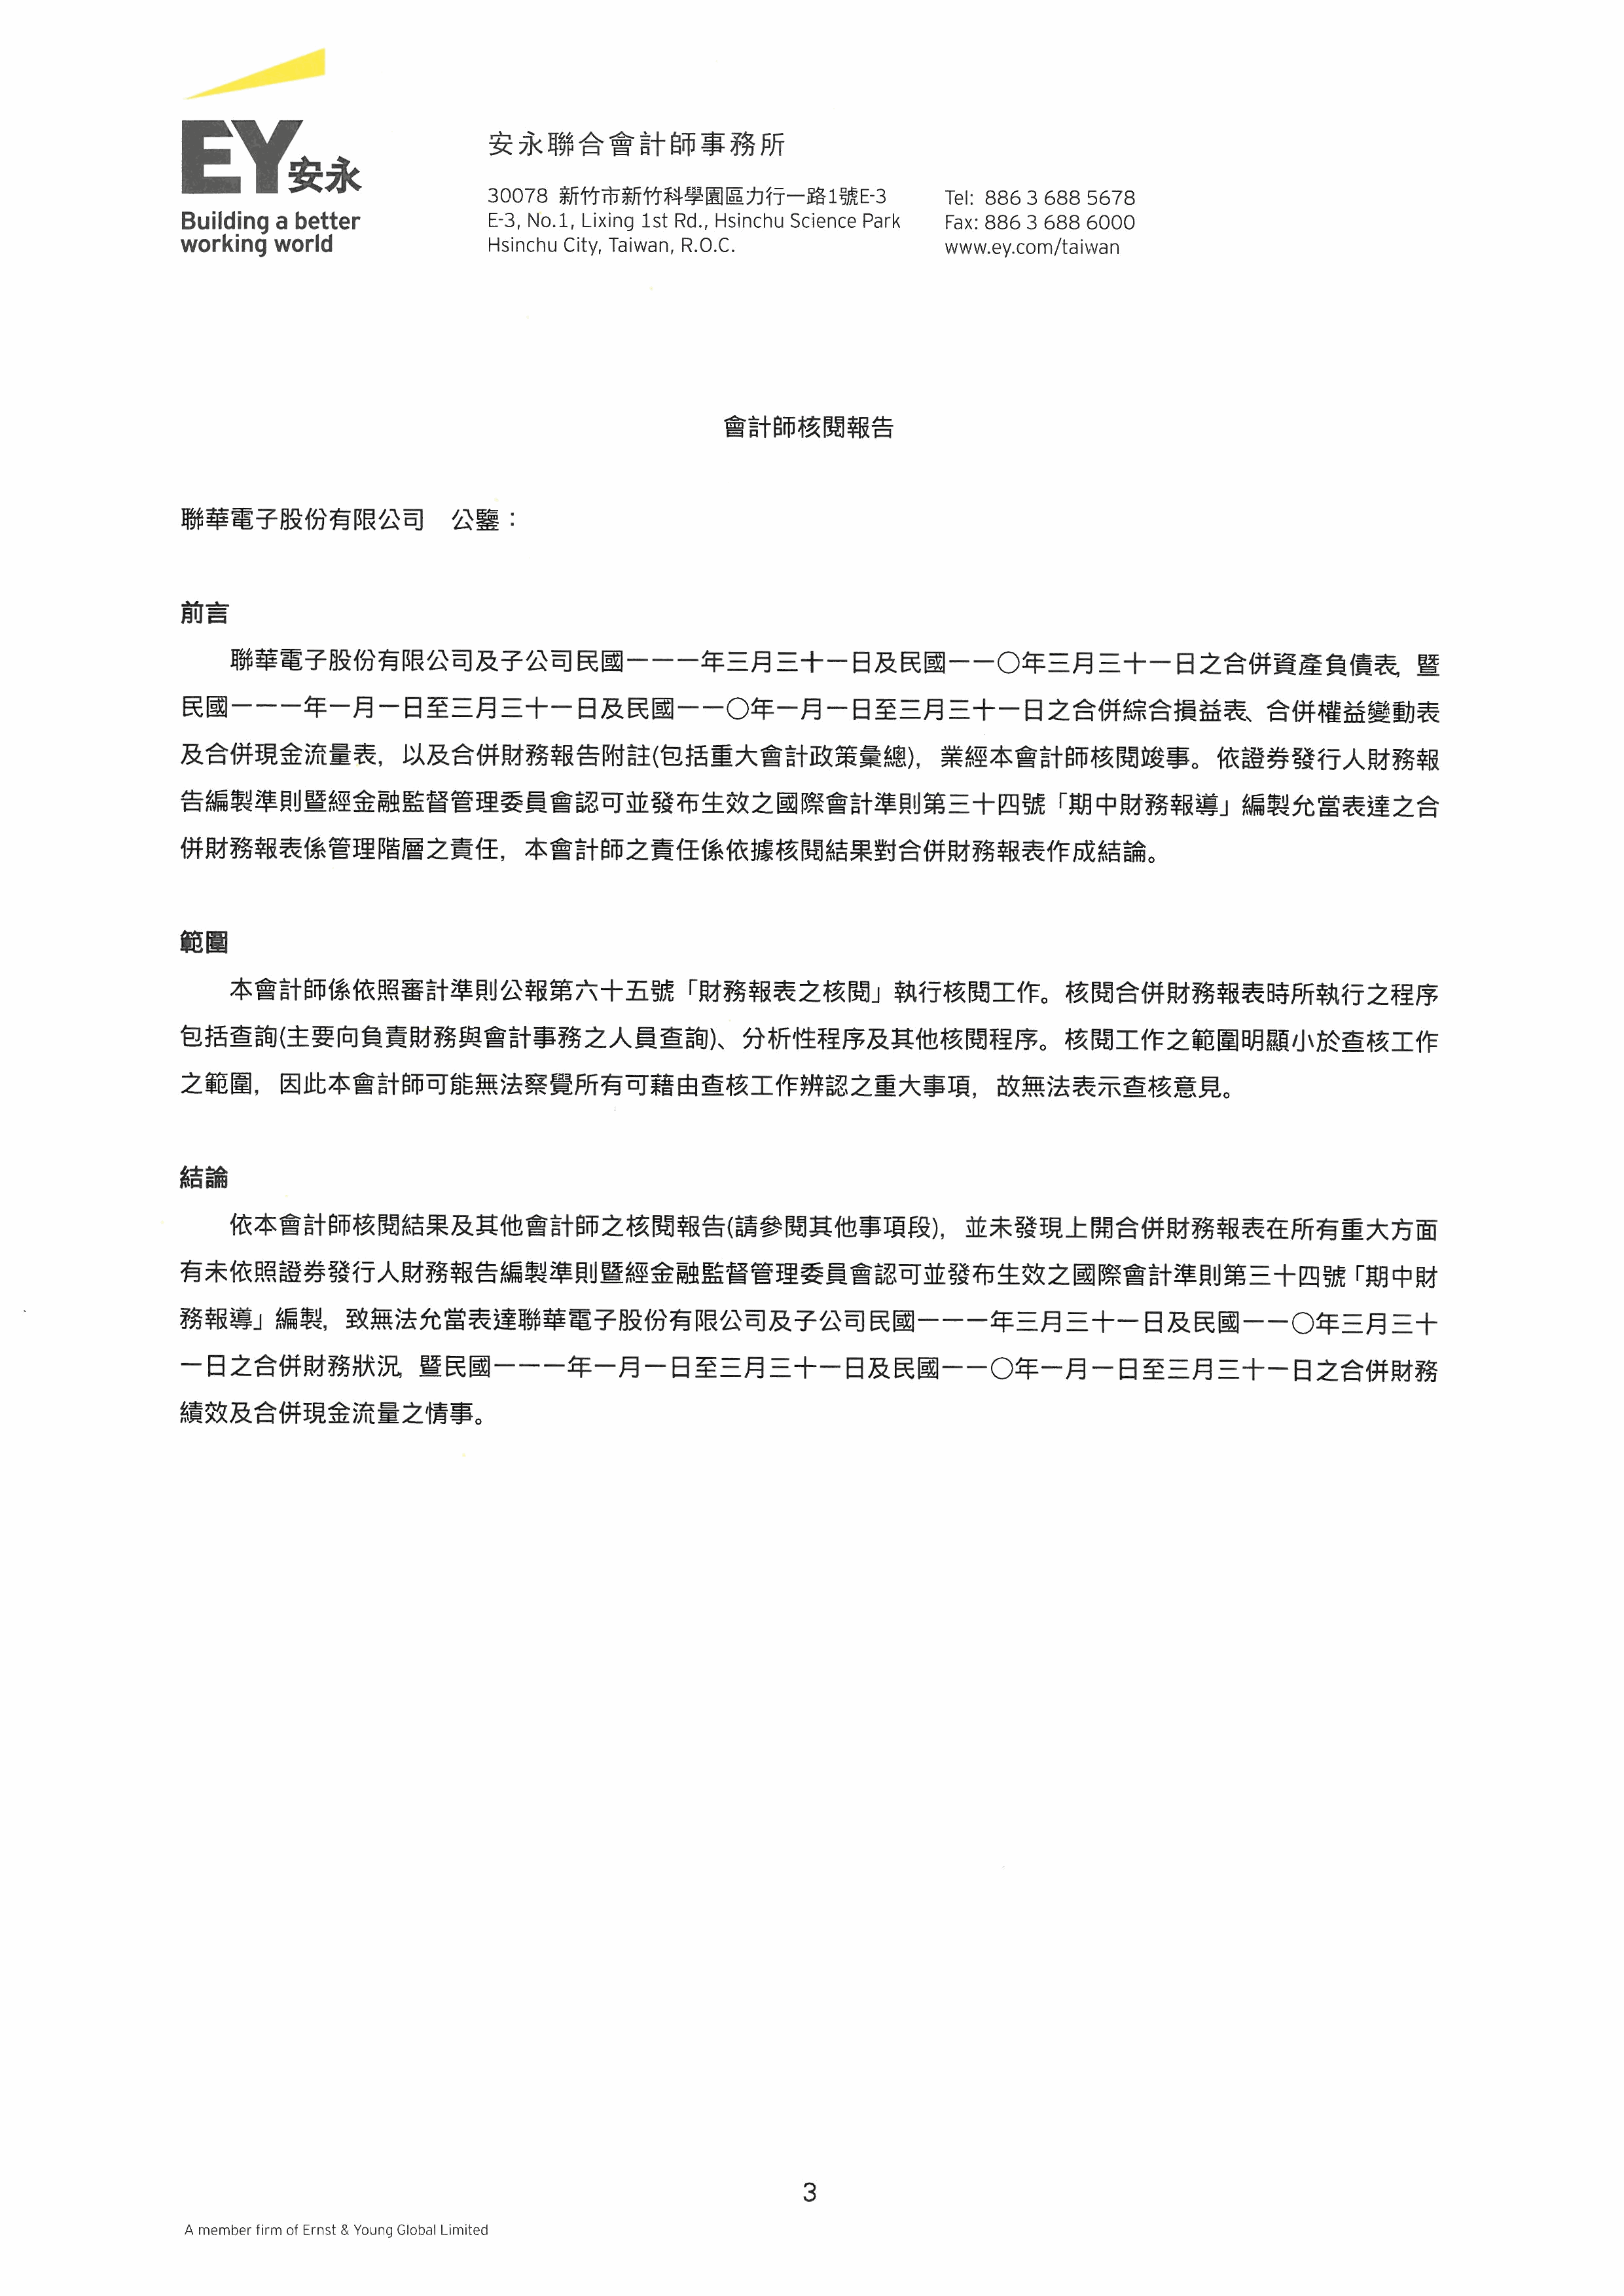 EY安永
Building a better
working world
安永聯合會計師事務所
30078 新竹市新竹科學園區力行一路1號E-3
E-3, No.1, Lixing 1st Rd., Hsinchu Science Park
Hsinchu City, Taiwan, R.O.C.
Tel: 886 3 688 5678
Fax: 886 3 688 6000
www.ey.com/taiwan
會計師核閱報告
聯華電子股份有限公司　公鑒：
前言
聯華電子股份有限公司及子公司民國一一一年三月三十一日及民國一一〇年三月三十一日之合併資產負債表，暨
民國一一一年一月一日至三月三十一日及民國一一〇年一月一日至三月三十一日之合併綜合損益表、合併權益變動表
及合併現金流量表，以及合併財務報告附註(包括重大會計政策彙總)，業經本會計師核閱竣事。依證券發行人財務報
告編製準則暨經金融監督管理委員會認可並發布生效之國際會計準則第三十四號「期中財務報導」編製允當表達之合
併財務報表係管理階層之責任，本會計師之責任係依據核閱結果對合併財務報表作成結論。
範圍
本會計師係依照審計準則公報第六十五號「財務報表之核閱」執行核閱工作。核閱合併財務報表時所執行之程序
包括查詢(主要向負責財務與會計事務之人員查詢)、分析性程序及其他核閱程序。核閱工作之範圍明顯小於查核工作
之範圍，因此本會計師可能無法察覺所有可藉由查核工作辨認之重大事項，故無法表示查核意見。
結論
依本會計師核閱結果及其他會計師之核閱報告(請參閱其他事項段)，並未發現上開合併財務報表在所有重大方面
有未依照證券發行人財務報告編製準則暨經金融監督管理委員會認可並發布生效之國際會計準則第三十四號「期中財
務報導」編製，致無法允當表達聯華電子股份有限公司及子公司民國一一一年三月三十一日及民國一一〇年三月三十
一日之合併財務狀況，暨民國一一一年一月一日至三月三十一日及民國一一〇年一月一日至三月三十一日之合併財務
績效及合併現金流量之情事。
3
A member firm of Ernst & Young Global Limited